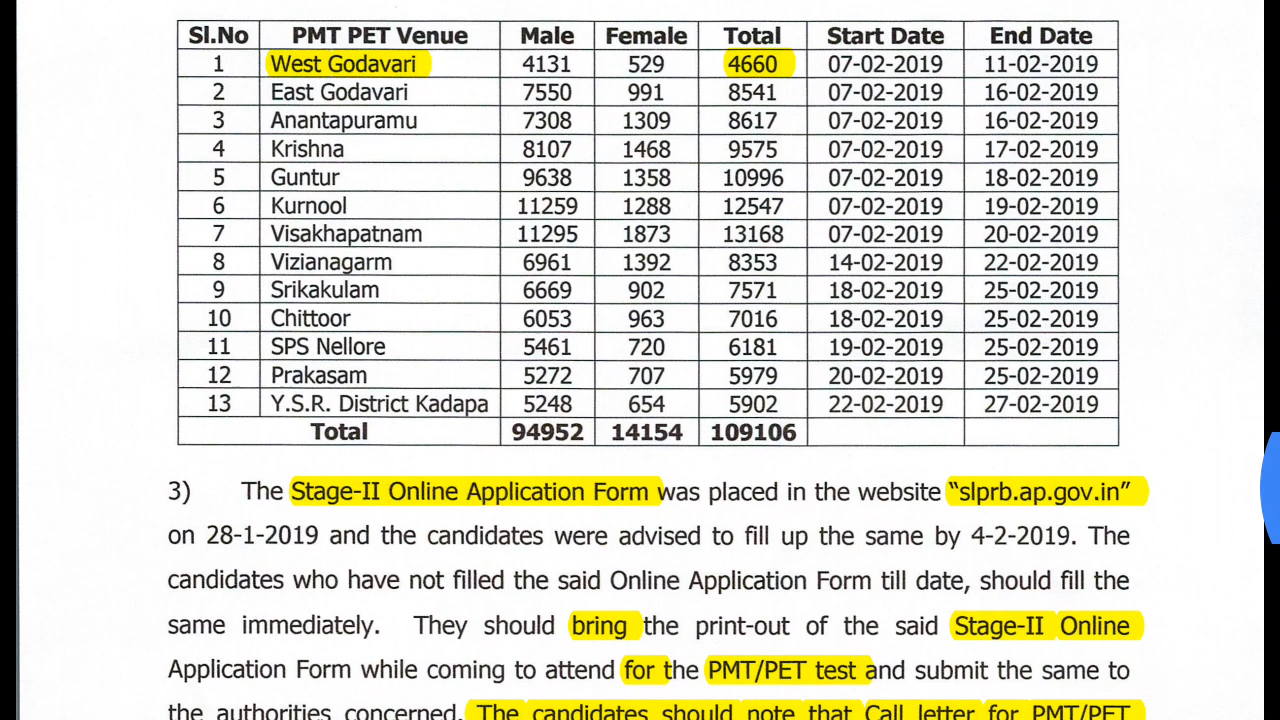 Sl.No PMT PET Venue Male Female Total Start Date End Date
1 West Godavari 4131 529 4660 07-02-2019 11-02-2019
2 East Godavari 7550 991 8541 07-02-2019 16-02-2019
3 Anantapuramu 7308 1309 8617 07-02-2019 16-02-2019
4 Krishna 8107 1468 9575 07-02-2019 17-02-2019
5 Guntur 9638 1358 10996 07-02-2019 18-02-2019
6 Kurnool 11259 1288 12547 07-02-2019 19-02-2019
7 Visakhapatnam 11295 1873 13168 07-02-2019 20-02-2019
8 Vizianagarm 6961 1392 8353 14-02-2019 22-02-2019
9 Srikakulam 6669 902 7571 18-02-2019 25-02-2019
10 Chittoor 6053 963 7016 18-02-2019 25-02-2019
11 SPS Nellore 5461 720 6181 19-02-2019 25-02-2019
12 Prakasam 5272 707 5979 20-02-2019 25-02-2019
13 Y.S.R. District Kadapa 5248 654 5902 22-02-2019 27-02-2019
Total 94952 14154 109106
3) The Stage-II Online Application Form was placed in the website “slprb.ap.gov.in”
on 28-1-2019 and the candidates were advised to fill up the same by 4-2-2019. The
candidates who have not filled the said Online Application Form till date, should fill the
same immediately. They should bring the print-out of the said Stage-II Online
Application Form while coming to attend for the PMT/PET test and submit the same to
the authorities concerned. The candidates should note that Call letter for PMT/PET